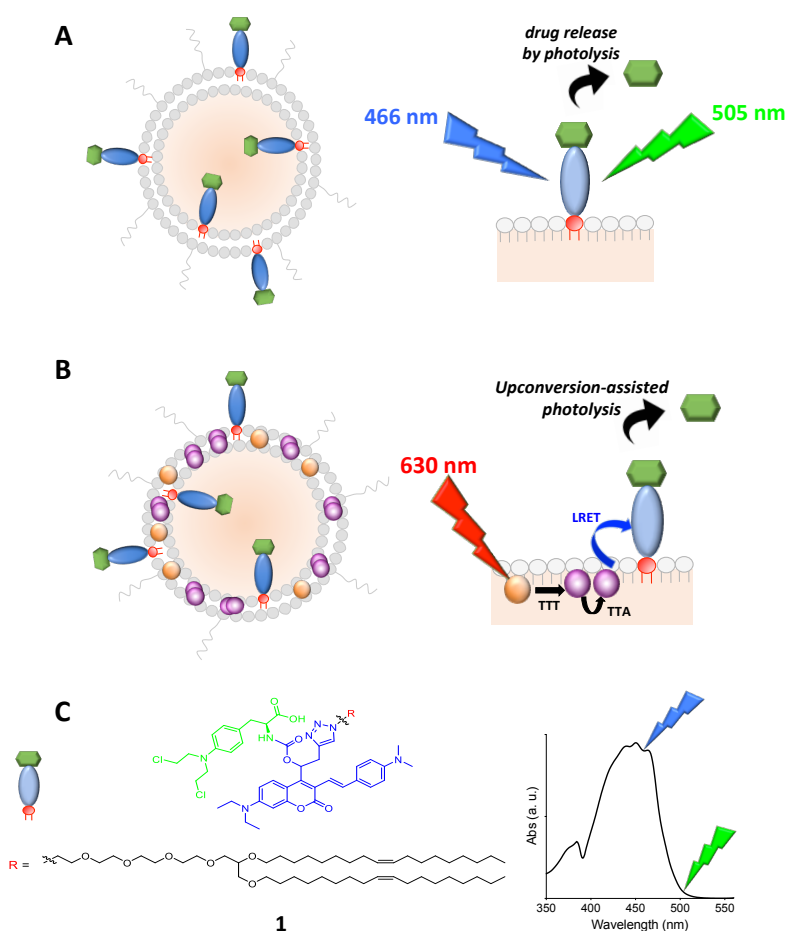 A
drug release
by photolysis
466 nm
505 nm
B
Upconversion-assisted
photolysis
630 nm
LRET
TTT
TTA
C
R
O
OH
N
N
N
N
Cl
Cl
N
H
O
O
O
N
N
O
O
R =
O
O
O
O
O
O
1
Abs (a. u.)
350 400 450 500 550
Wavelength (nm)